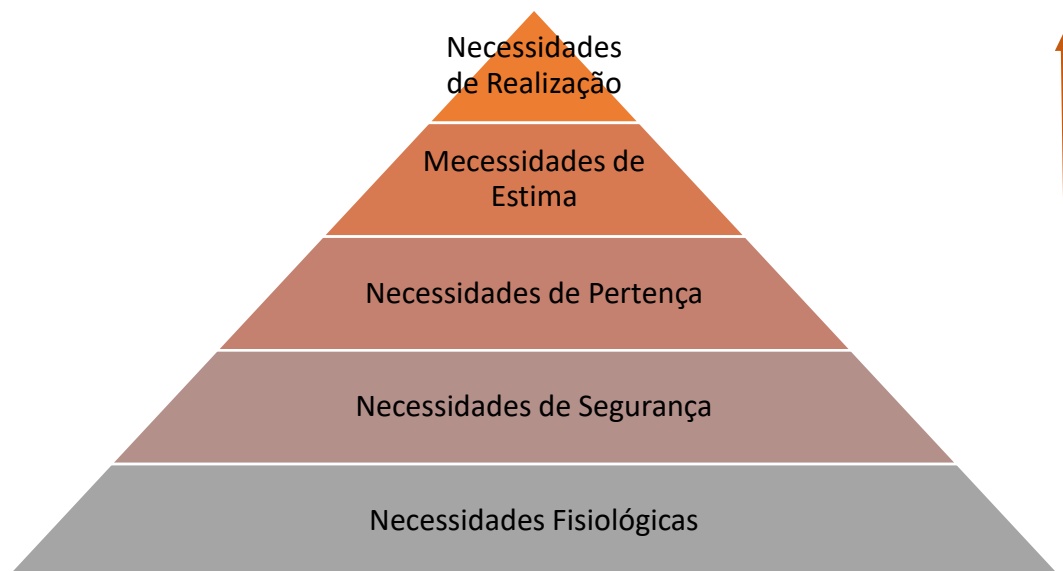 Necessidades
de Realização
Mecessidades de
Estima
Necessidades de Pertença
Necessidades de Segurança
Necessidades Fisiológicas